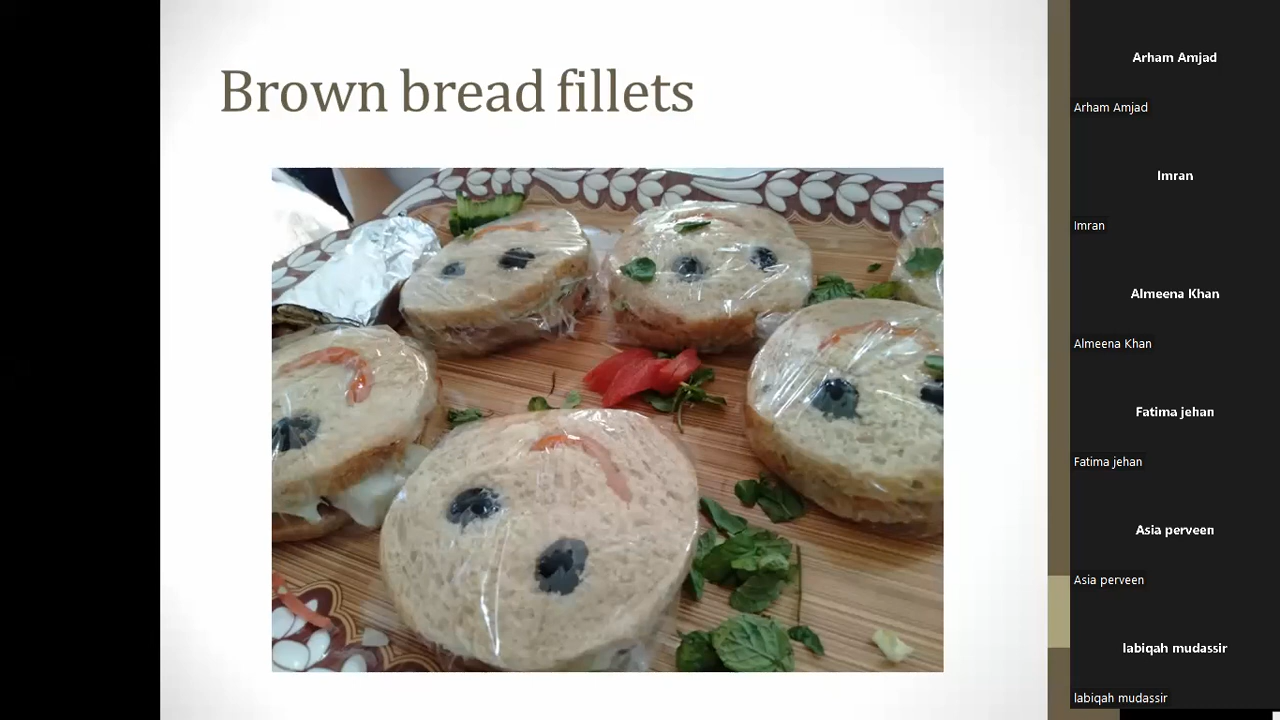 Brown bread fillets
Arham Amjad
Arham Amjad
Imran
Imran
Almeena Khan
Almeena Khan
Fatima jehan
Fatima jehan
Asia perveen
Asia perveen
labiqah mudassir
labiqah mudassir